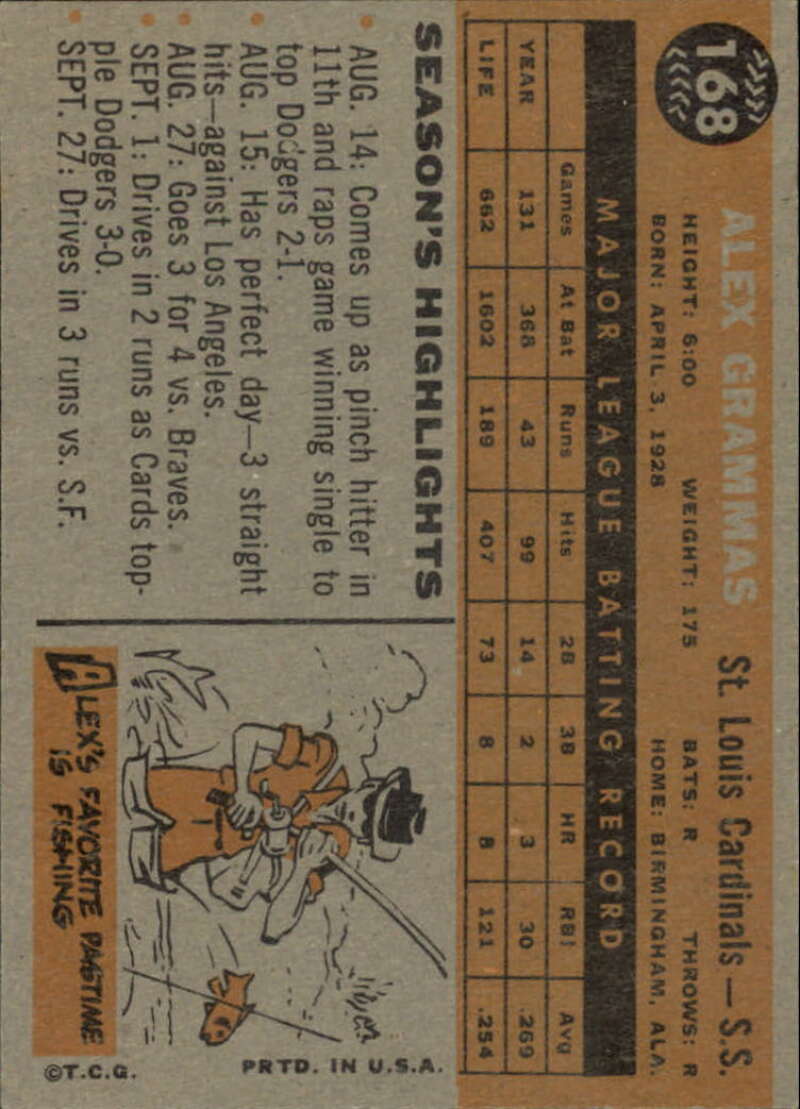 168
ALEX GRAMMAS St. Louis Cardinals — S.S.
HEIGHT: 6:00 WEIGHT: 175 BATS: R THROWS: R
BORN: APRIL 3, 1928 HOME: BIRMINGHAM, ALA.
MAJOR LEAGUE BATTING RECORD
Games At Bat Runs Hits 2B 3B HR RBI Avg
YEAR 131 368 43 99 14 2 3 30 .269
LIFE 662 1602 189 407 73 8 8 121 .254
SEASON'S HIGHLIGHTS
• AUG. 14: Comes up as pinch hitter in
11th and raps game winning single to
top Dodgers 2-1.
• AUG. 15: Has perfect day—3 straight
hits—against Los Angeles.
• AUG. 27: Goes 3 for 4 vs. Braves.
• SEPT. 1: Drives in 2 runs as Cards top-
ple Dodgers 3-0.
• SEPT. 27: Drives in 3 runs vs. S.F.
ALEX'S FAVORITE PASTIME
IS FISHING
©T.C.G. PRTD. IN U.S.A.